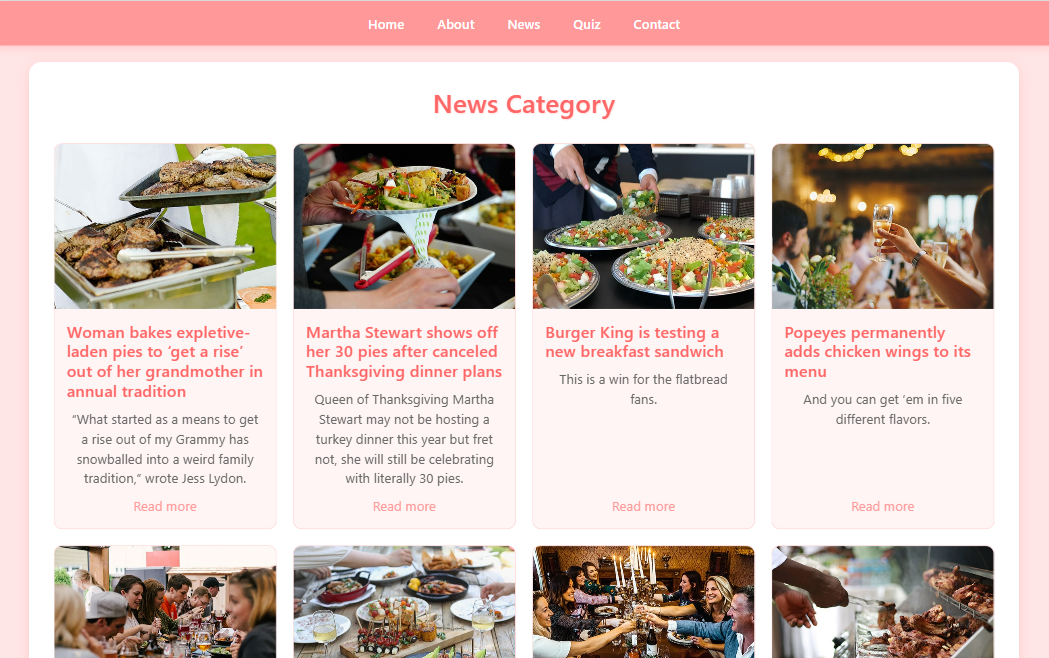 Home About News Quiz Contact
News Category
Woman bakes expletive-
laden pies to ‘get a rise’
out of her grandmother in
annual tradition
“What started as a means to get
a rise out of my Grammy has
snowballed into a weird family
tradition,” wrote Jess Lydon.
Read more
Martha Stewart shows off
her 30 pies after canceled
Thanksgiving dinner plans
Queen of Thanksgiving Martha
Stewart may not be hosting a
turkey dinner this year but fret
not, she will still be celebrating
with literally 30 pies.
Read more
Burger King is testing a
new breakfast sandwich
This is a win for the flatbread
fans.
Read more
Popeyes permanently
adds chicken wings to its
menu
And you can get ‘em in five
different flavors.
Read more